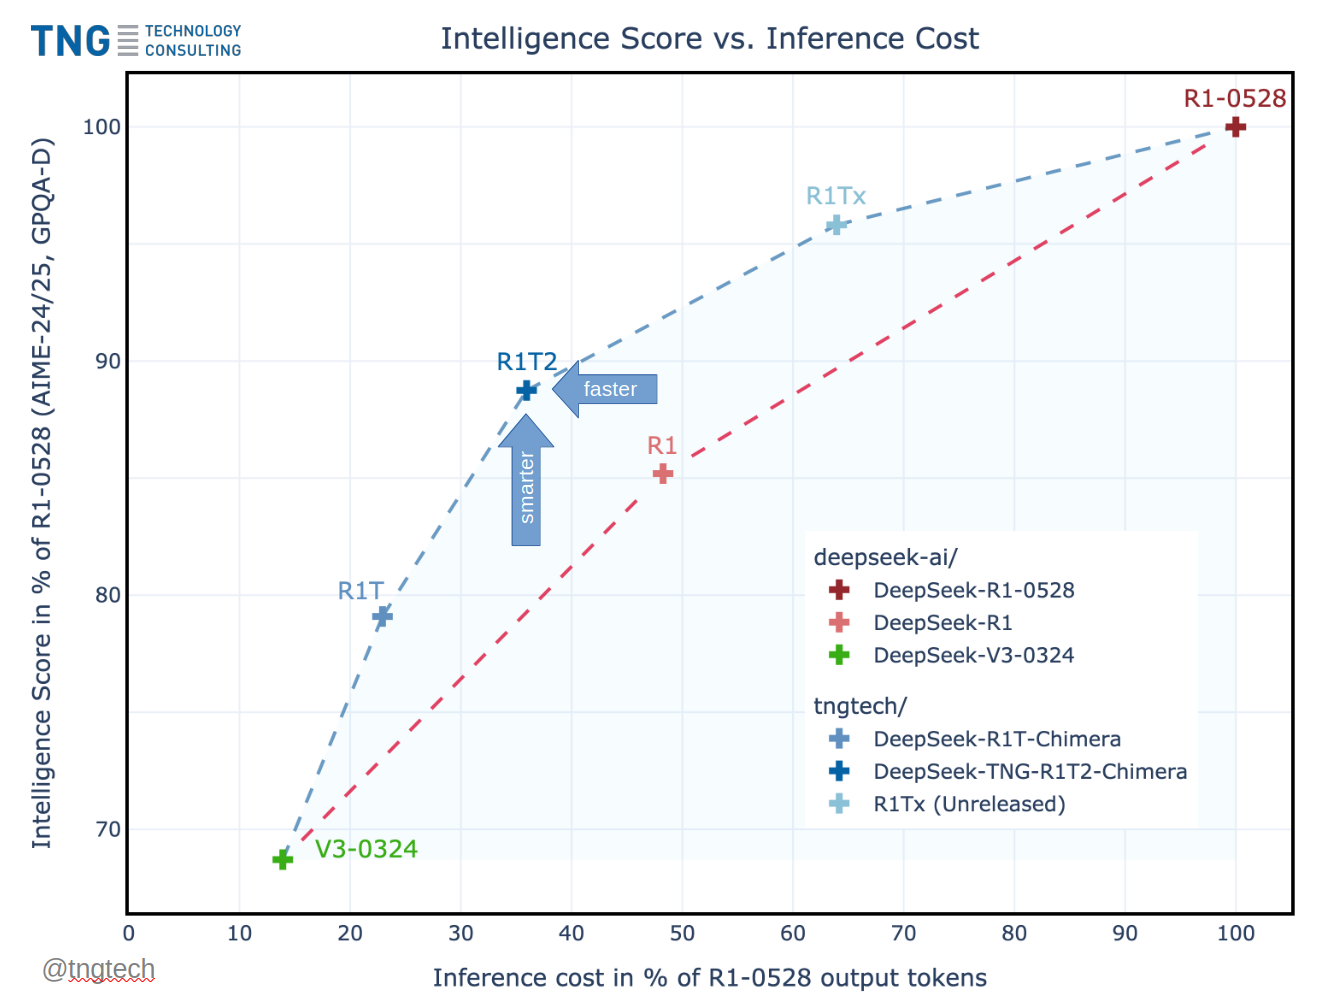 TNG TECHNOLOGY
CONSULTING
Intelligence Score vs. Inference Cost
Intelligence Score in % of R1-0528 (AIME-24/25, GPQA-D)
100
90
80
70
R1-0528
R1Tx
R1T2
faster
smarter
R1
R1T
V3-0324
deepseek-ai/
DeepSeek-R1-0528
DeepSeek-R1
DeepSeek-V3-0324
tngtech/
DeepSeek-R1T-Chimera
DeepSeek-TNG-R1T2-Chimera
R1Tx (Unreleased)
0 10 20 30 40 50 60 70 80 90 100
Inference cost in % of R1-0528 output tokens
@tngtech